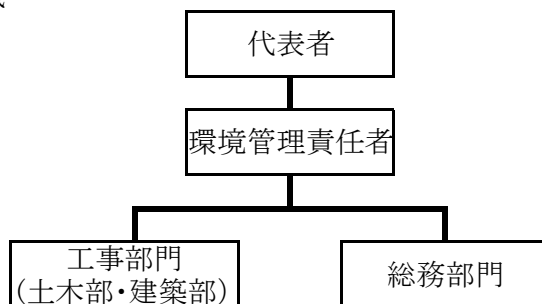 代表者
環境管理責任者
工事部門
(土木部・建築部)
総務部門